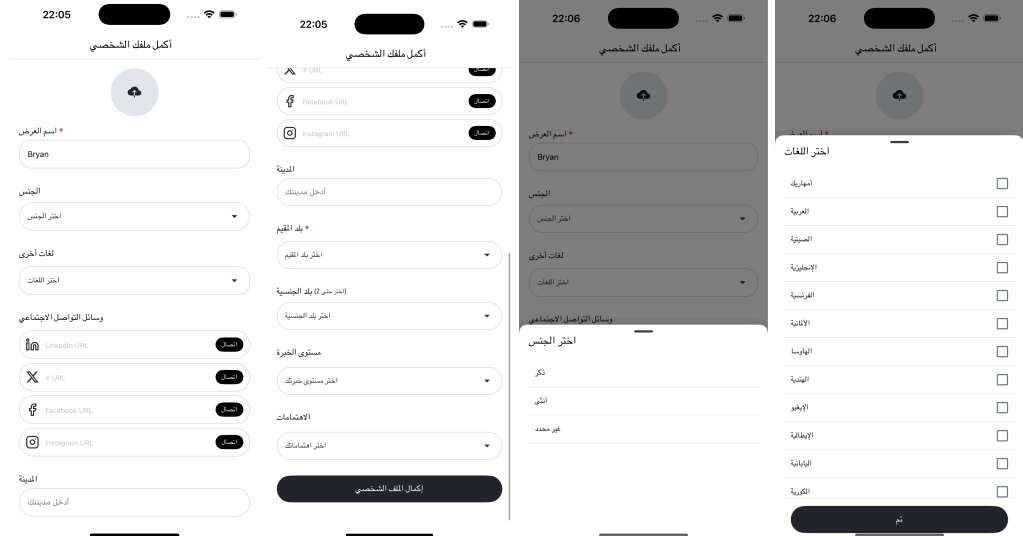 22:05
أكمل ملفك الشخصي
اسم العرض *
Bryan
الجنس
اختر الجنس
لغات أخرى
اختر اللغات
وسائل التواصل الاجتماعي
LinkedIn URL
اتصال
X URL
اتصال
Facebook URL
اتصال
Instagram URL
اتصال
المدينة
أدخل مدينتك
22:05
أكمل ملفك الشخصي
X URL
اتصال
Facebook URL
اتصال
Instagram URL
اتصال
المدينة
أدخل مدينتك
بلد المقيم *
اختر بلد المقيم
بلد الجنسية (اختر حتى 2)
اختر بلد الجنسية
مستوى الخبرة
اختر مستوى خبرتك
الاهتمامات
اختر اهتماماتك
إكمال الملف الشخصي
22:06
أكمل ملفك الشخصي
اسم العرض *
Bryan
الجنس
اختر الجنس
لغات أخرى
اختر اللغات
وسائل التواصل الاجتماعي
اختر الجنس
ذكر
أنثى
غير محدد
22:06
أكمل ملفك الشخصي
اسم العرض *
اختر اللغات
أمهاريك
العربية
الصينية
الإنجليزية
الفرنسية
الألمانية
الهاوسا
الهندية
الإيغبو
الإيطالية
اليابانية
الكورية
تم